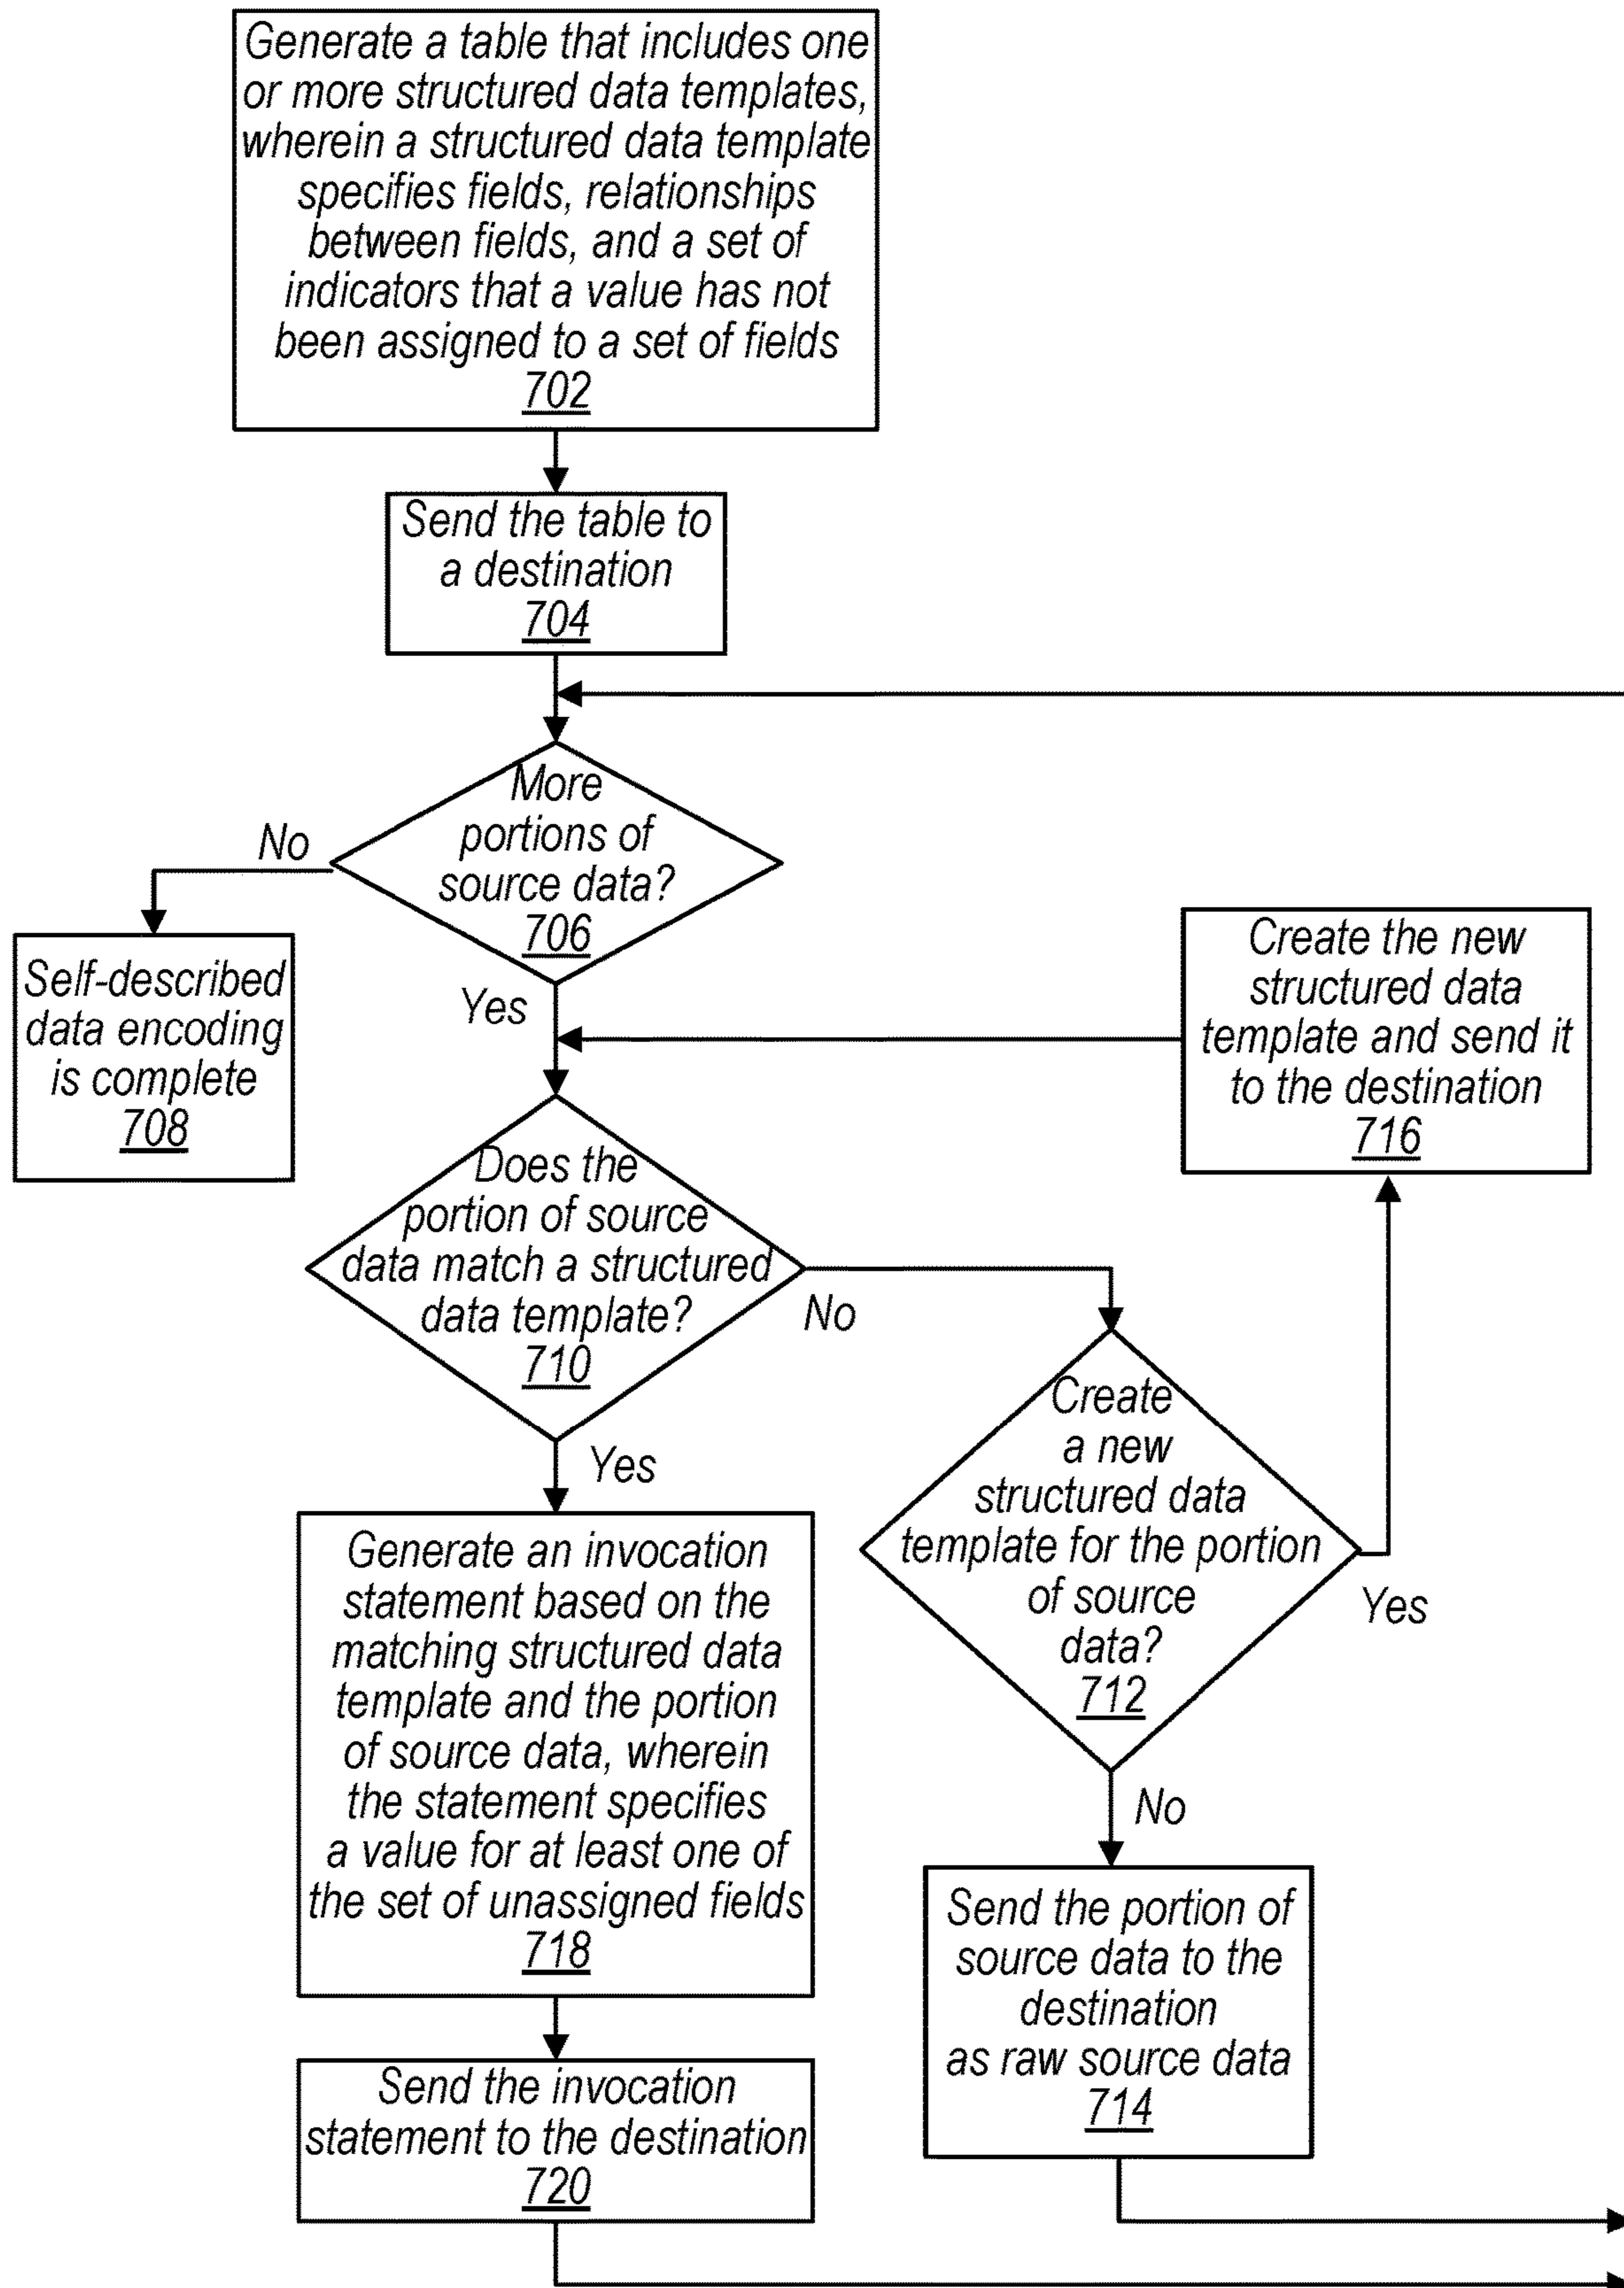 Generate a table that includes one
or more structured data templates,
wherein a structured data template
specifies fields, relationships
between fields, and a set of
indicators that a value has not
been assigned to a set of fields
702
Send the table to
a destination
704
More
portions of
source data?
706
No
Yes
Self-described
data encoding
is complete
708
Create the new
structured data
template and send it
to the destination
716
Does the
portion of source
data match a structured
data template?
710
No
Yes
Create
a new
structured data
template for the portion
of source
data?
712
Yes
No
Generate an invocation
statement based on the
matching structured data
template and the portion
of source data, wherein
the statement specifies
a value for at least one of
the set of unassigned fields
718
Send the portion of
source data to the
destination
as raw source data
714
Send the invocation
statement to the destination
720